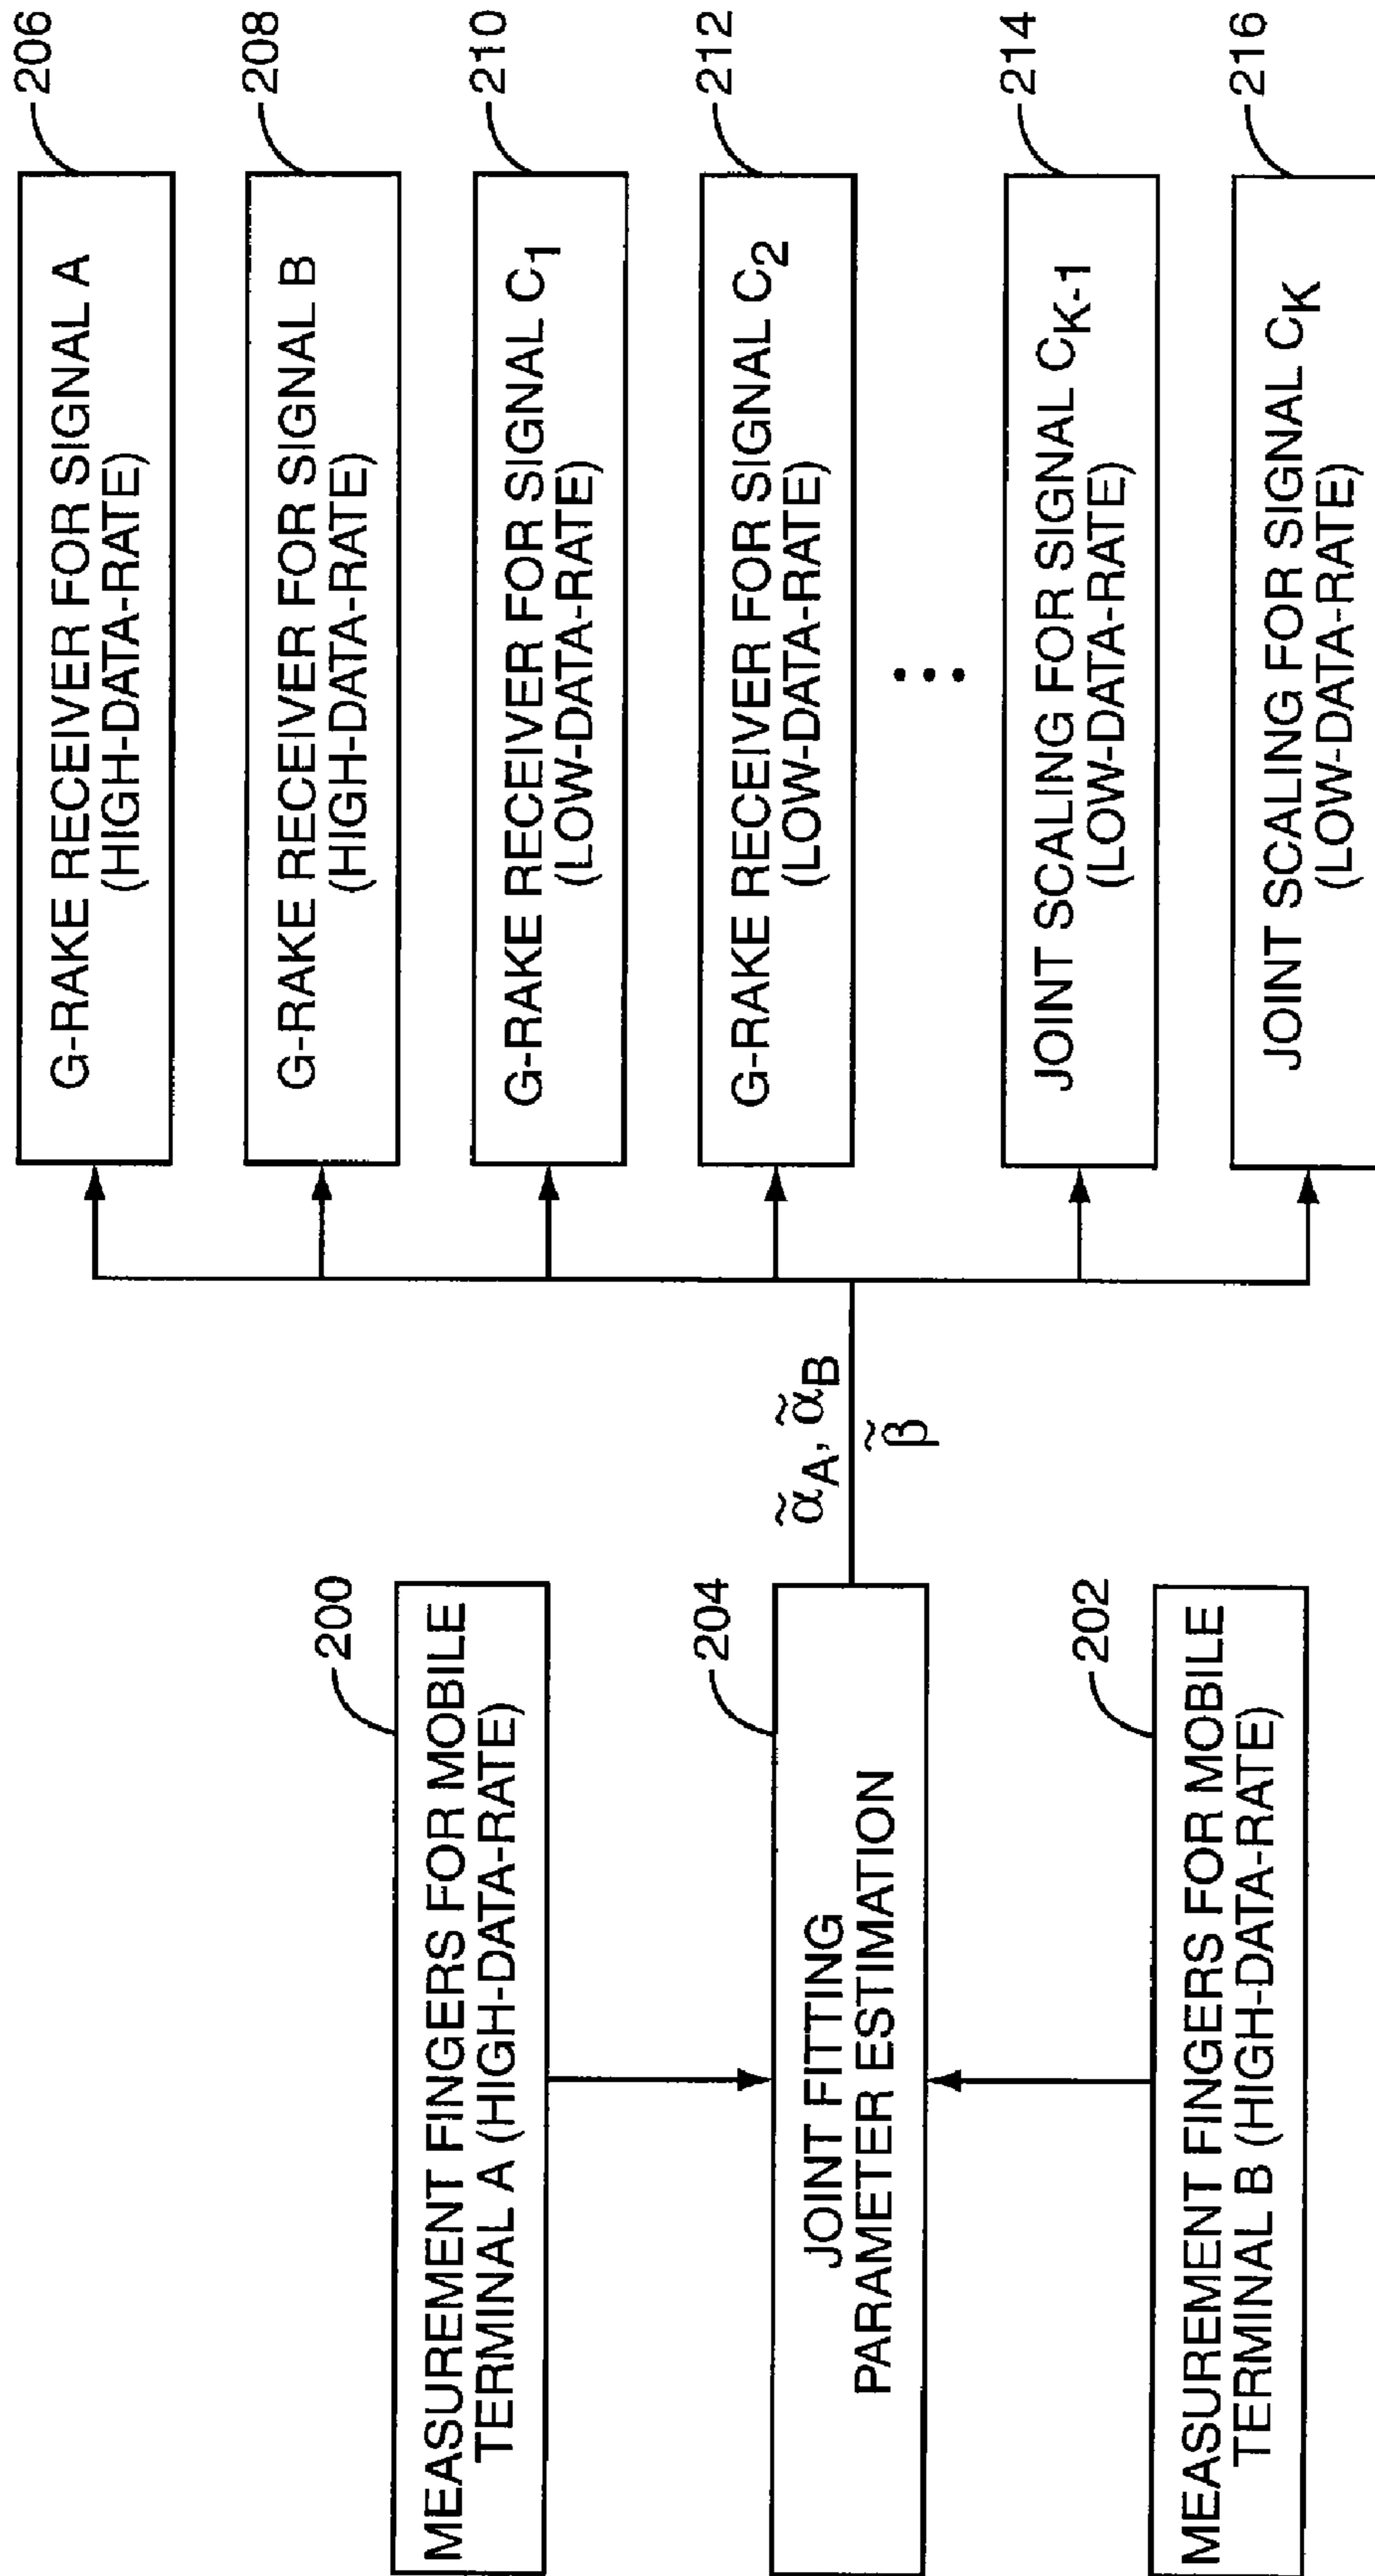 MEASUREMENT FINGERS FOR MOBILE
TERMINAL A (HIGH-DATA-RATE)
200
JOINT FITTING
PARAMETER ESTIMATION
204
MEASUREMENT FINGERS FOR MOBILE
TERMINAL B (HIGH-DATA-RATE)
202
α̃A, α̃B
β̃
G-RAKE RECEIVER FOR SIGNAL A
(HIGH-DATA-RATE)
206
G-RAKE RECEIVER FOR SIGNAL B
(HIGH-DATA-RATE)
208
G-RAKE RECEIVER FOR SIGNAL C1
(LOW-DATA-RATE)
210
G-RAKE RECEIVER FOR SIGNAL C2
(LOW-DATA-RATE)
212
• • •
JOINT SCALING FOR SIGNAL CK-1
(LOW-DATA-RATE)
214
JOINT SCALING FOR SIGNAL CK
(LOW-DATA-RATE)
216